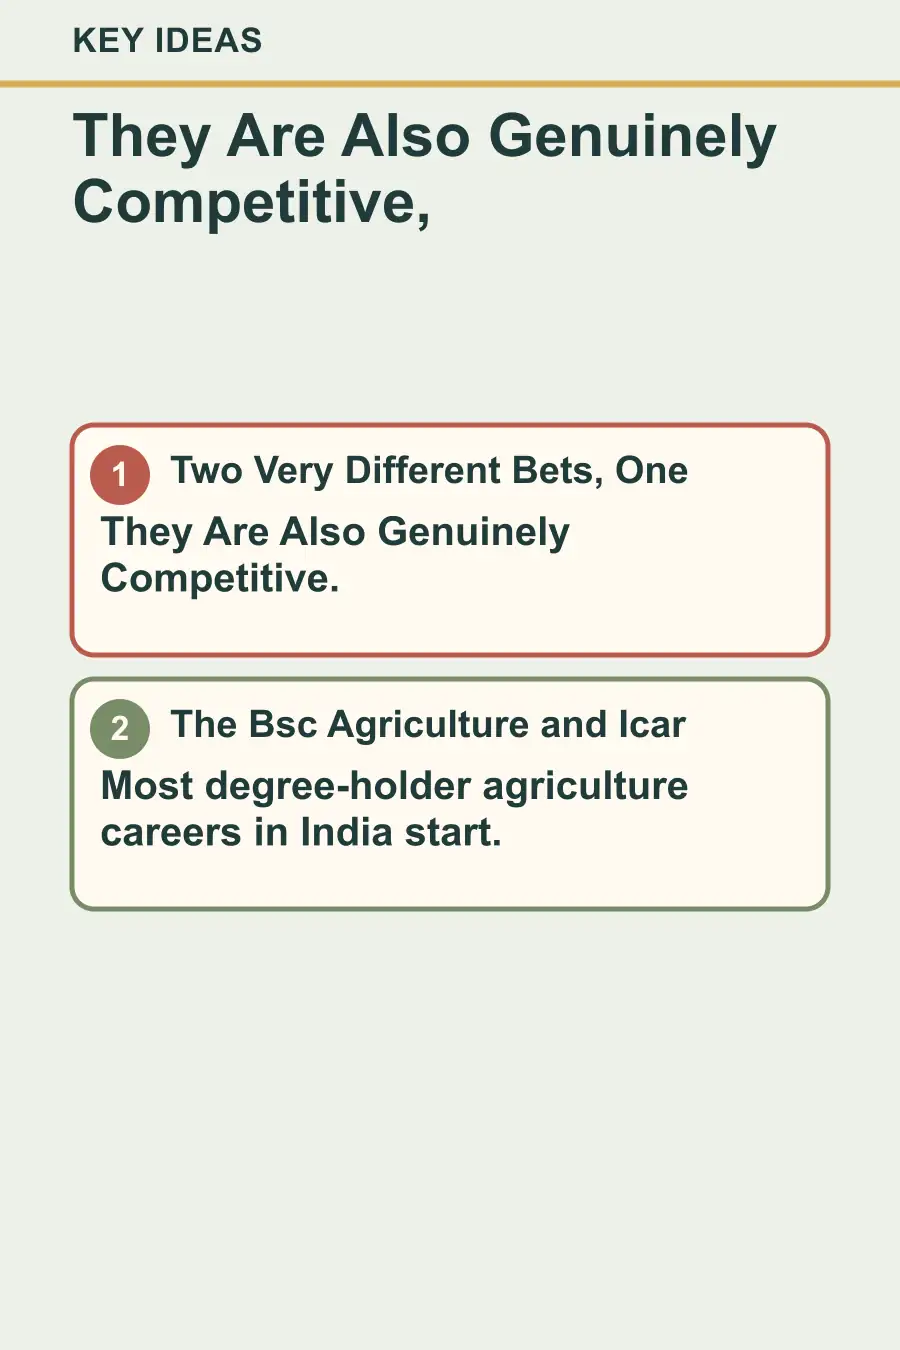 KEY IDEAS
They Are Also Genuinely
Competitive,
1 Two Very Different Bets, One
They Are Also Genuinely
Competitive.
2 The Bsc Agriculture and Icar
Most degree-holder agriculture
careers in India start.